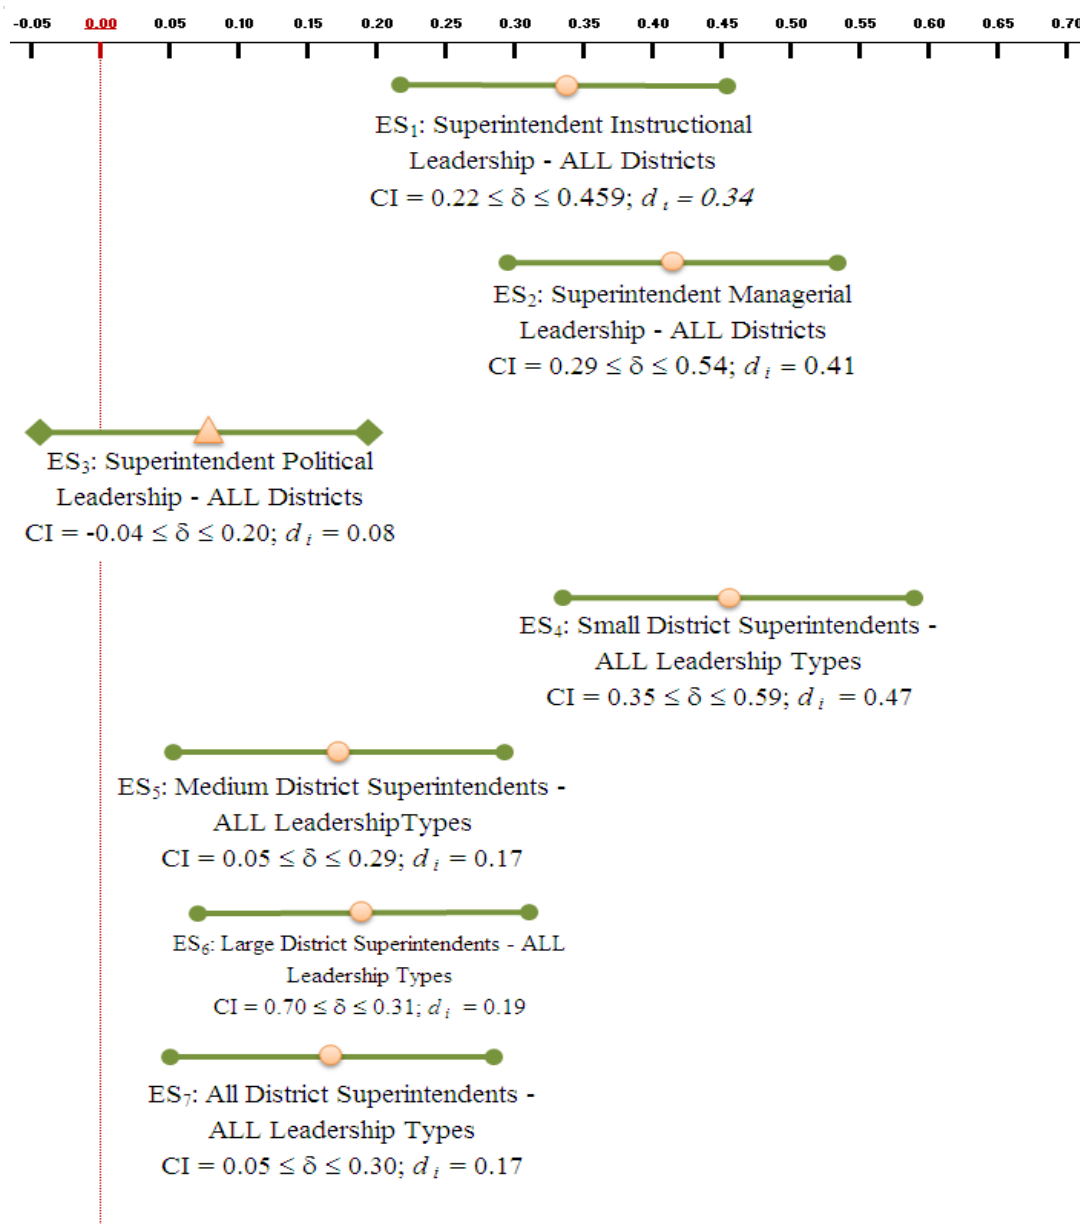 -0.05 0.00 0.05 0.10 0.15 0.20 0.25 0.30 0.35 0.40 0.45 0.50 0.55 0.60 0.65 0.70
ES₁: Superintendent Instructional
Leadership - ALL Districts
CI = 0.22 ≤ δ ≤ 0.459; d ᵢ = 0.34
ES₂: Superintendent Managerial
Leadership - ALL Districts
CI = 0.29 ≤ δ ≤ 0.54; d ᵢ = 0.41
ES₃: Superintendent Political
Leadership - ALL Districts
CI = -0.04 ≤ δ ≤ 0.20; d ᵢ = 0.08
ES₄: Small District Superintendents -
ALL Leadership Types
CI = 0.35 ≤ δ ≤ 0.59; d ᵢ = 0.47
ES₅: Medium District Superintendents -
ALL LeadershipTypes
CI = 0.05 ≤ δ ≤ 0.29; d ᵢ = 0.17
ES₆: Large District Superintendents - ALL
Leadership Types
CI = 0.70 ≤ δ ≤ 0.31; d ᵢ = 0.19
ES₇: All District Superintendents -
ALL Leadership Types
CI = 0.05 ≤ δ ≤ 0.30; d ᵢ = 0.17